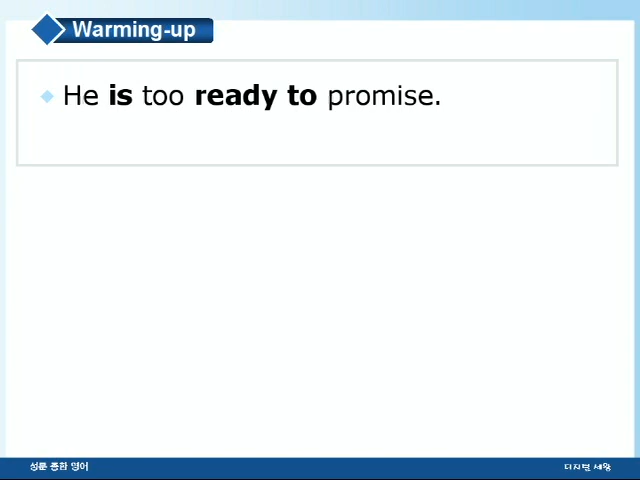 Warming-up
He is too ready to promise.
성문 종합 영어
디지털 세왕